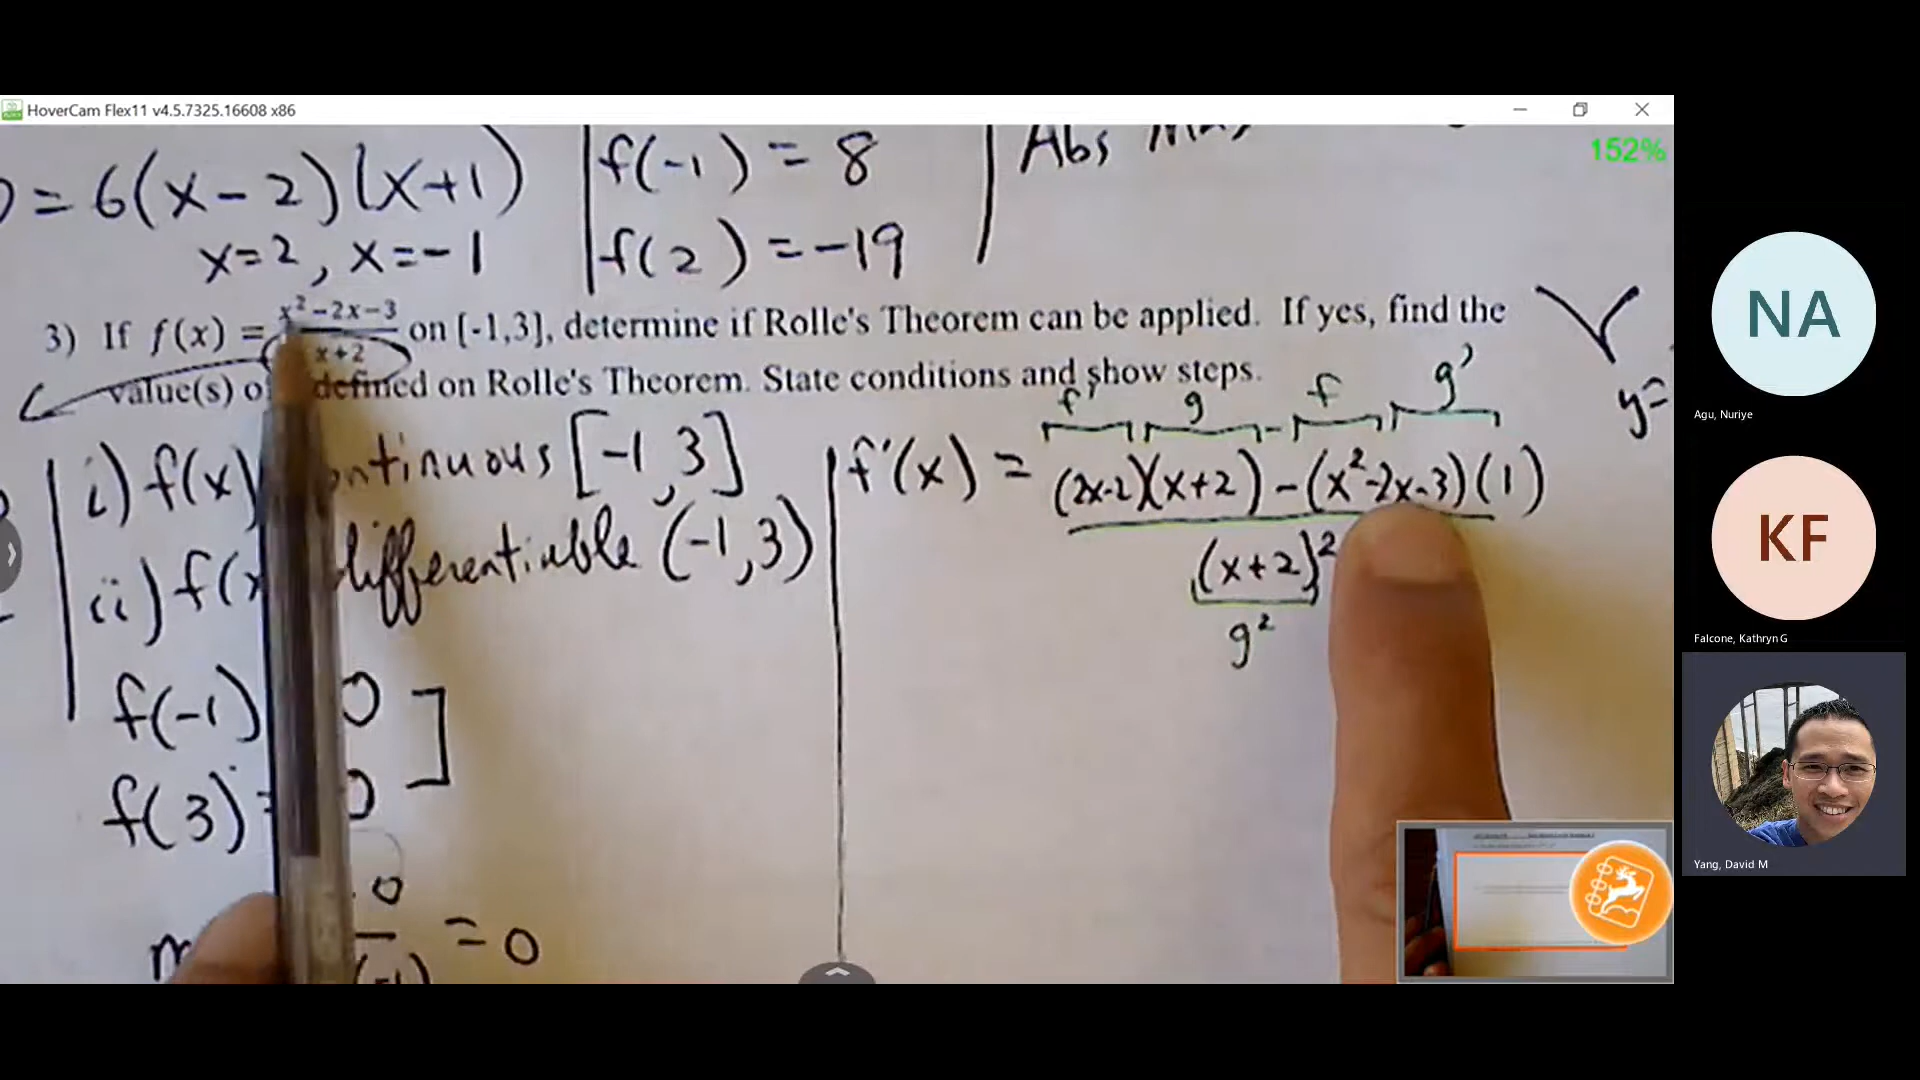 HoverCam Flex11 v4.5.7325.16608 x86
152%
= 6(x-2)(x+1)
x=2, x=-1
f(-1) = 8
f(2) = -19
Abs Max
3) If f(x) = x²-2x-3 / x+2 on [-1,3], determine if Rolle's Theorem can be applied. If yes, find the
value(s) defined on Rolle's Theorem. State conditions and show steps.
i) f(x) continuous [-1, 3]
ii) f(x differentiable (-1,3)
f(-1) 0
f(3) = 0
0
= 0
f' g - f g'
f'(x) = (2x-2)(x+2) - (x²-2x-3)(1)
(x+2)²
g²
y=
NA
Agu, Nuriye
KF
Falcone, Kathryn G
Yang, David M